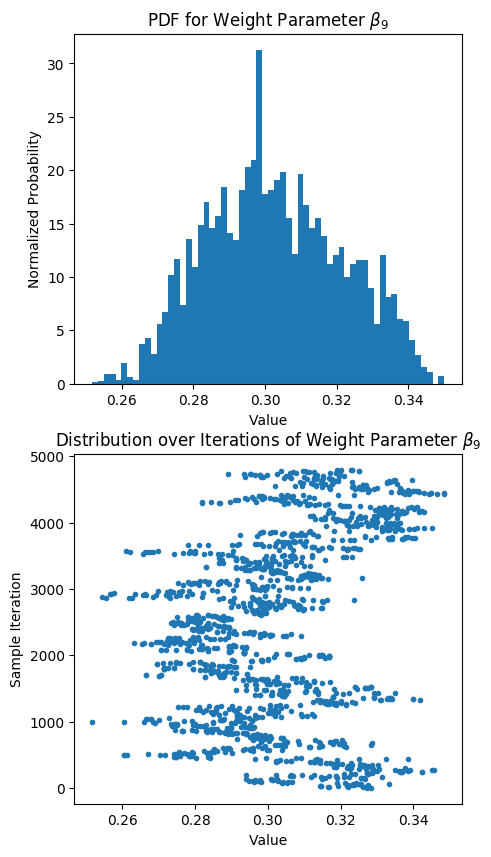 PDF for Weight Parameter β₉
30
25
20
15
10
5
0
Normalized Probability
0.26 0.28 0.30 0.32 0.34
Value
Distribution over Iterations of Weight Parameter β₉
5000
4000
3000
2000
1000
0
Sample Iteration
0.26 0.28 0.30 0.32 0.34
Value